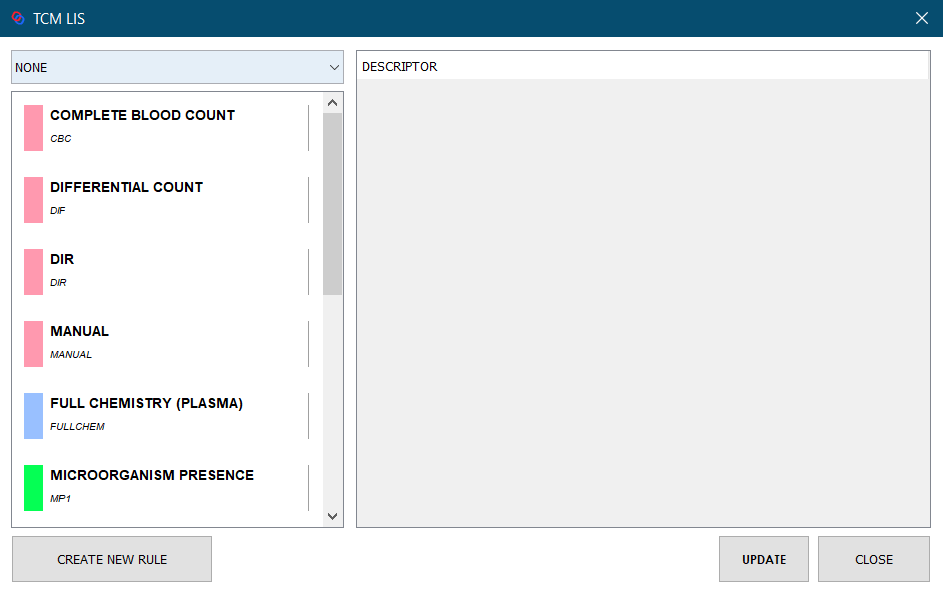 TCM LIS
NONE
DESCRIPTOR
COMPLETE BLOOD COUNT
CBC
DIFFERENTIAL COUNT
DIF
DIR
DIR
MANUAL
MANUAL
FULL CHEMISTRY (PLASMA)
FULLCHEM
MICROORGANISM PRESENCE
MP1
CREATE NEW RULE
UPDATE
CLOSE